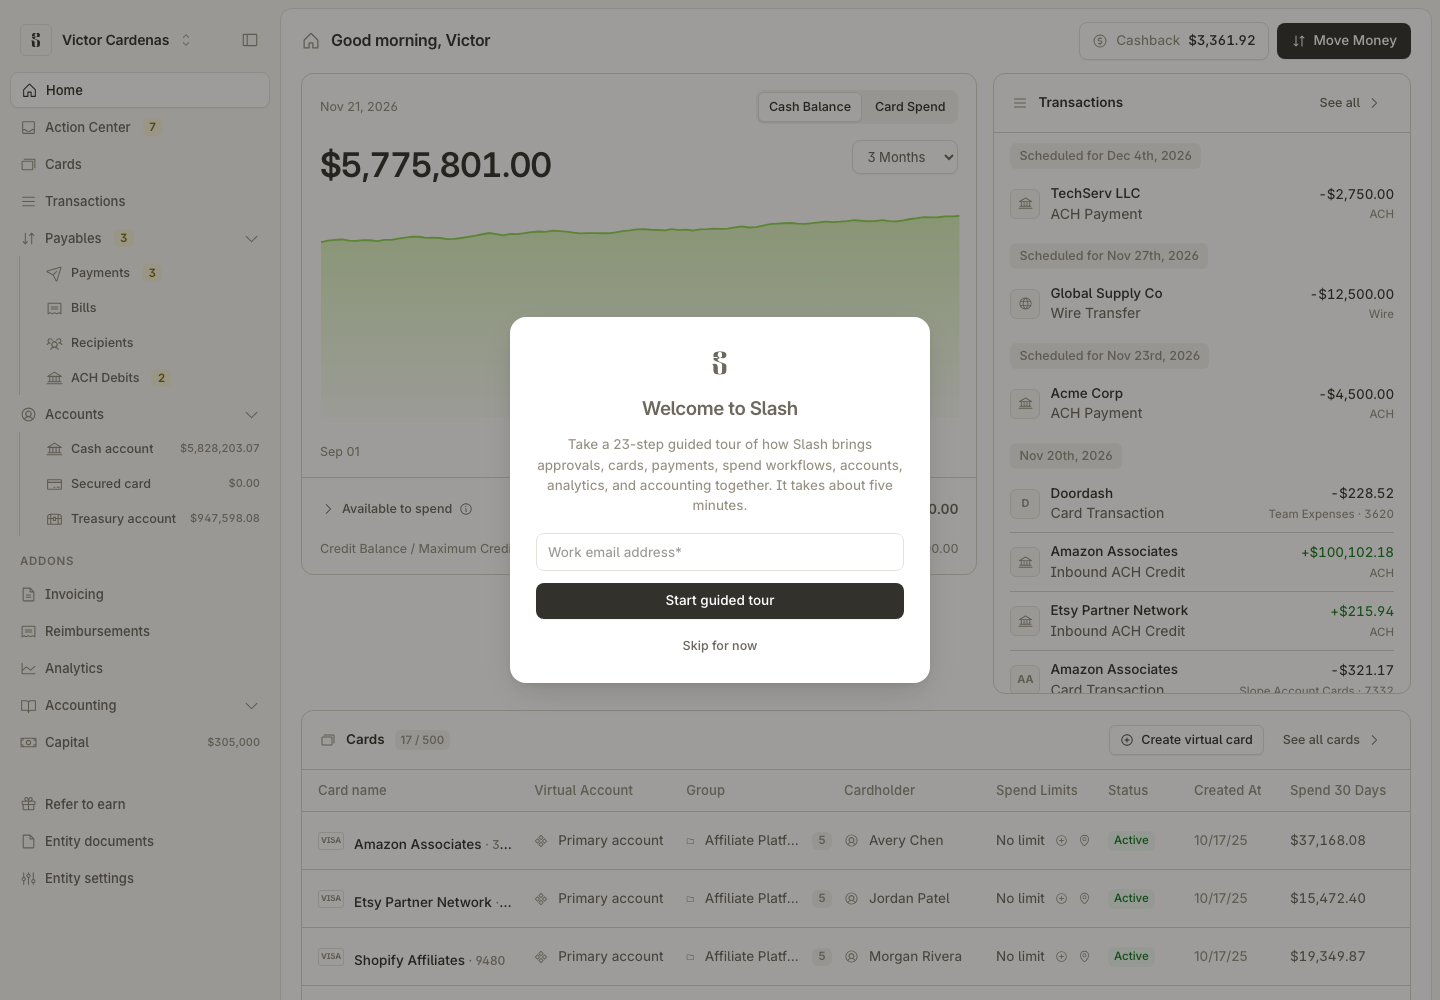 Victor Cardenas
Home
Action Center 7
Cards
Transactions
Payables 3
Payments 3
Bills
Recipients
ACH Debits 2
Accounts
Cash account $5,828,203.07
Secured card $0.00
Treasury account $947,598.08
ADDONS
Invoicing
Reimbursements
Analytics
Accounting
Capital $305,000
Refer to earn
Entity documents
Entity settings
Good morning, Victor
Cashback $3,361.92
Move Money
Nov 21, 2026
Cash Balance Card Spend
$5,775,801.00
3 Months
Sep 01
Available to spend
0.00
Credit Balance / Maximum Credi
0.00
Transactions
See all
Scheduled for Dec 4th, 2026
TechServ LLC -$2,750.00
ACH Payment ACH
Scheduled for Nov 27th, 2026
Global Supply Co -$12,500.00
Wire Transfer Wire
Scheduled for Nov 23rd, 2026
Acme Corp -$4,500.00
ACH Payment ACH
Nov 20th, 2026
D Doordash -$228.52
Card Transaction Team Expenses · 3620
Amazon Associates +$100,102.18
Inbound ACH Credit ACH
Etsy Partner Network +$215.94
Inbound ACH Credit ACH
AA Amazon Associates -$321.17
Card Transaction Slope Account Cards · 7332
Welcome to Slash
Take a 23-step guided tour of how Slash brings
approvals, cards, payments, spend workflows, accounts,
analytics, and accounting together. It takes about five
minutes.
Work email address*
Start guided tour
Skip for now
Cards 17 / 500
Create virtual card
See all cards
Card name Virtual Account Group Cardholder Spend Limits Status Created At Spend 30 Days
VISA Amazon Associates · 3... Primary account Affiliate Platf... 5 Avery Chen No limit Active 10/17/25 $37,168.08
VISA Etsy Partner Network ·... Primary account Affiliate Platf... 5 Jordan Patel No limit Active 10/17/25 $15,472.40
VISA Shopify Affiliates · 9480 Primary account Affiliate Platf... 5 Morgan Rivera No limit Active 10/17/25 $19,349.87